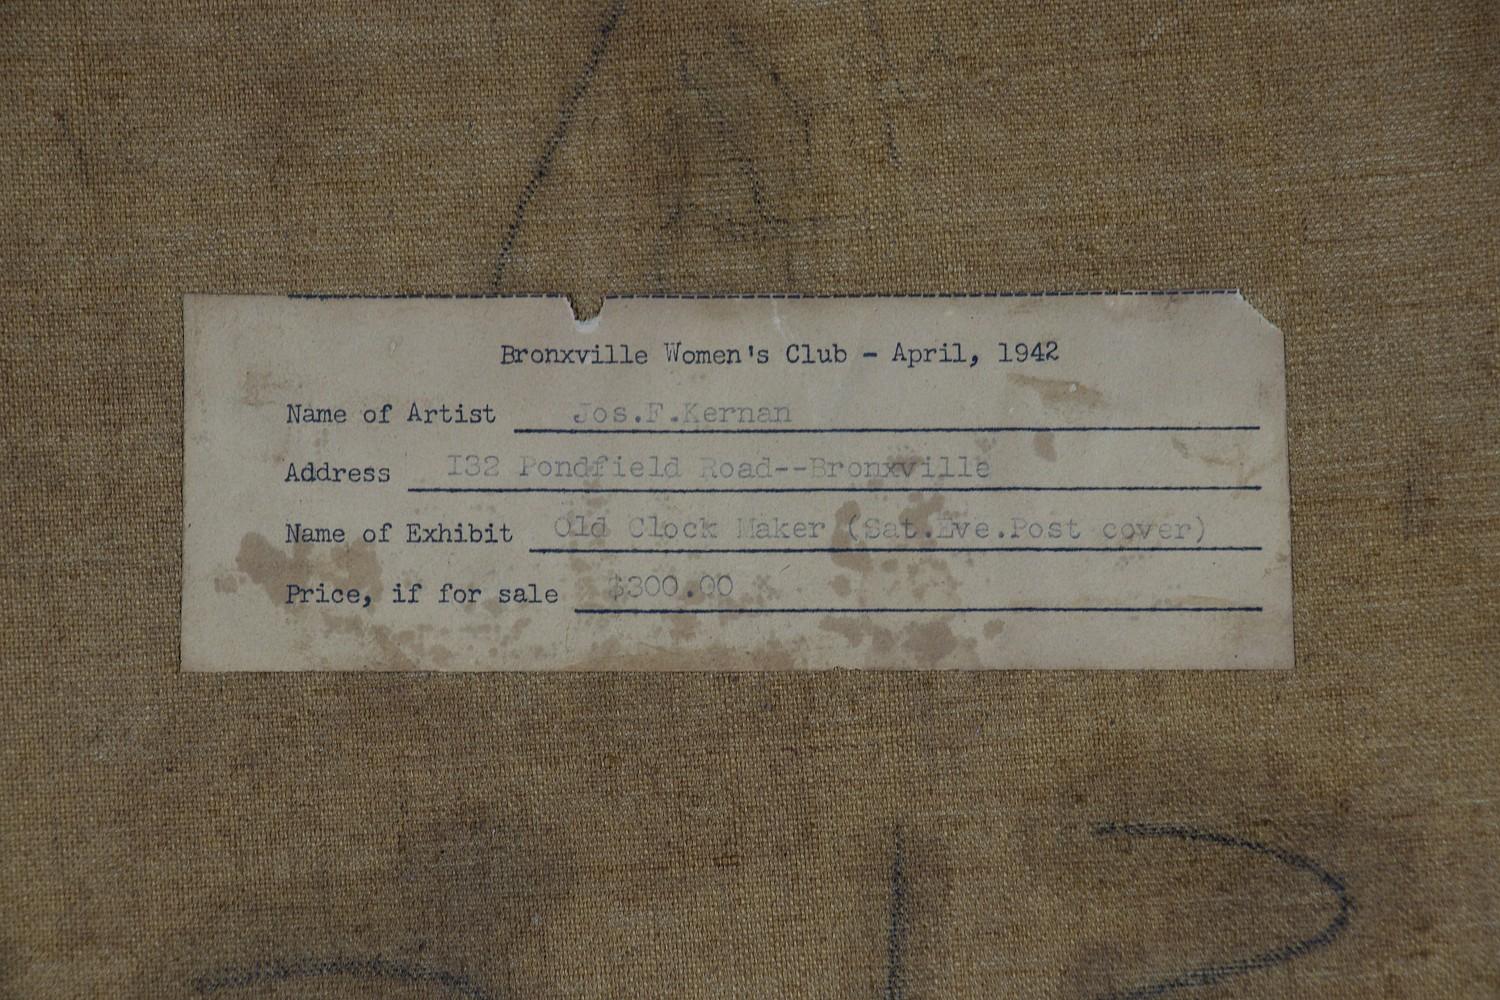 Bronxville Women's Club - April, 1942
Name of Artist Jos.F.Kernan
Address I32 Pondfield Road--Bronxville
Name of Exhibit Old Clock Maker (Sat.Eve.Post cover)
Price, if for sale $300.00